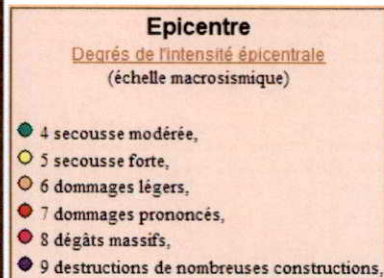 Epicentre
Degrés de l'intensité épicentrale
(échelle macrosismique)
4 secousse modérée,
5 secousse forte,
6 dommages légers,
7 dommages prononcés,
8 dégâts massifs,
9 destructions de nombreuses constructions,